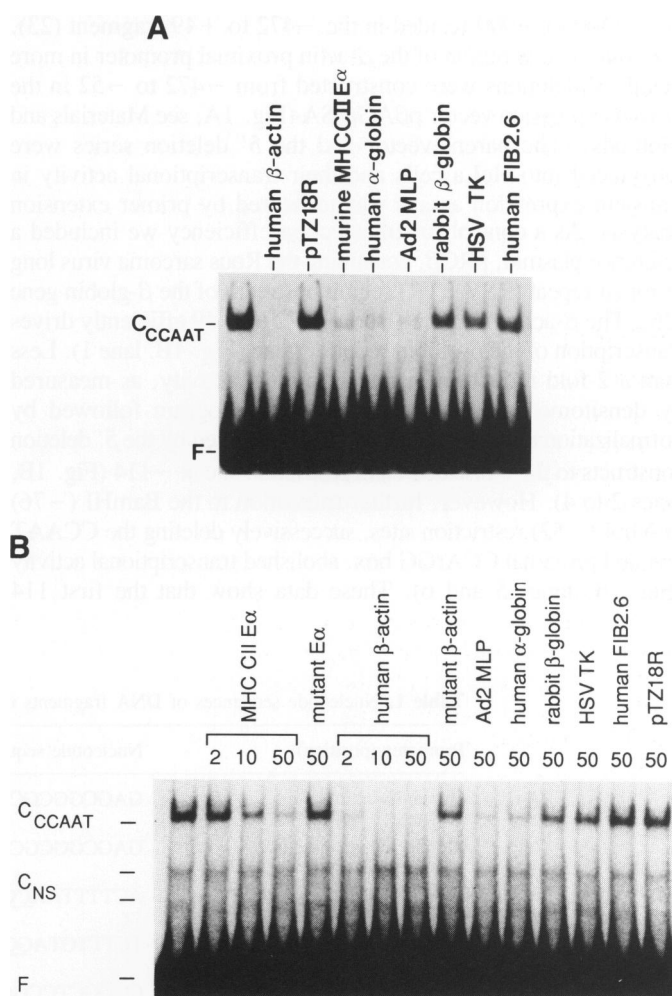 A
human β-actin
pTZ18R
murine MHCCIIEα
human α-globin
Ad2 MLP
rabbit β-globin
HSV TK
human FIB2.6
CCCAAT
F
B
MHC CII Eα
mutant Eα
human β-actin
mutant β-actin
Ad2 MLP
human α-globin
rabbit β-globin
HSV TK
human FIB2.6
pTZ18R
2 10 50 50 2 10 50 50 50 50 50 50 50 50
CCCAAT
CNS
F